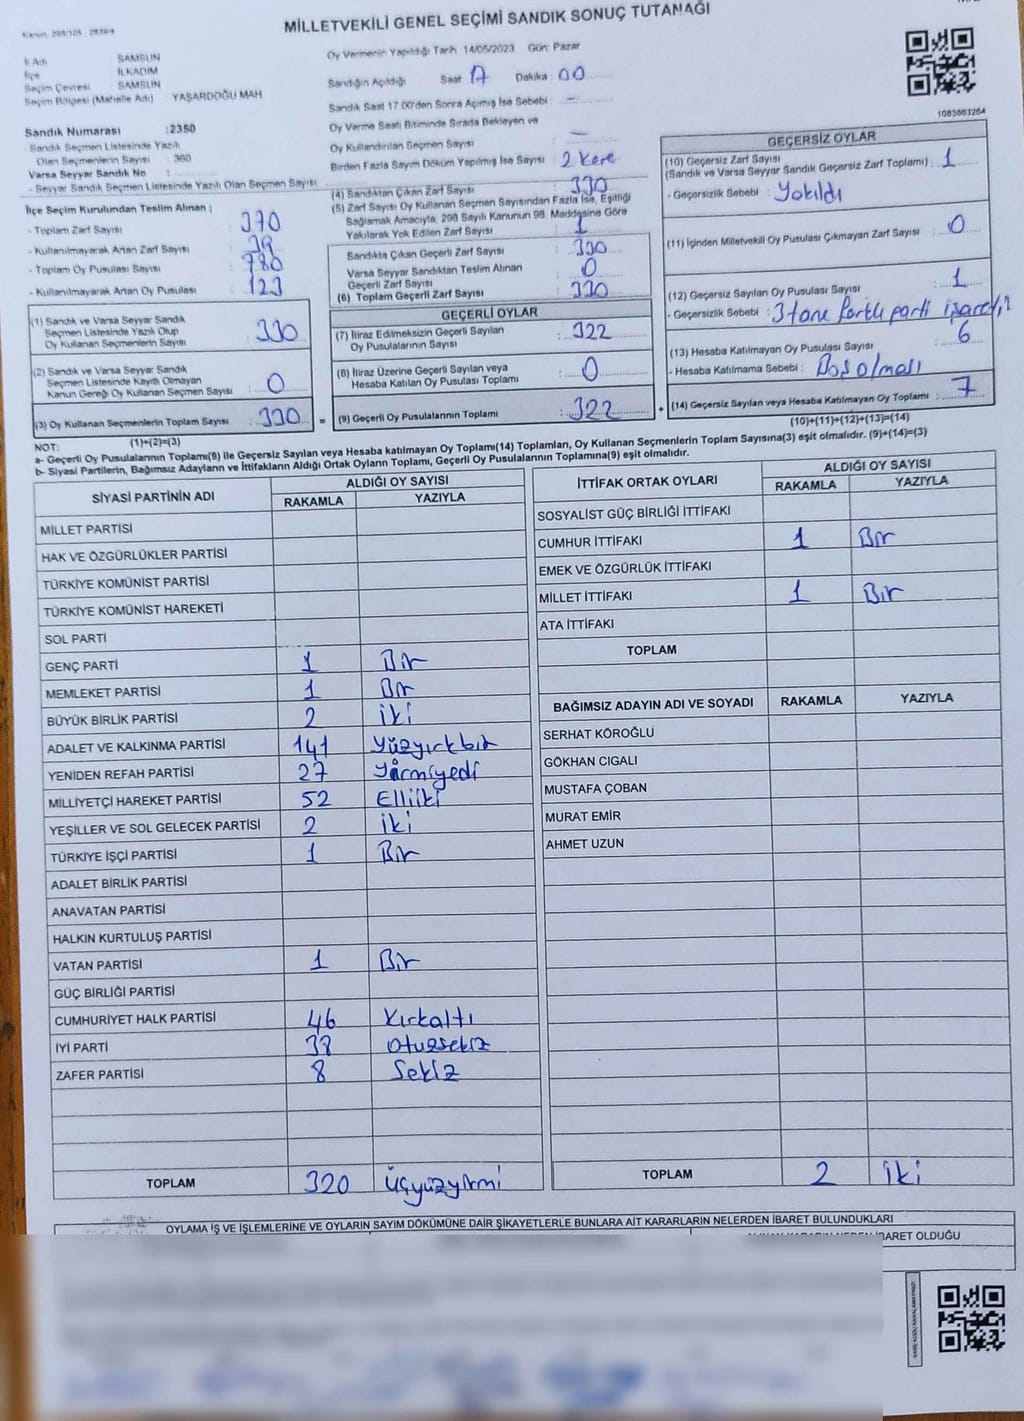 MİLLETVEKİLİ GENEL SEÇİMİ SANDIK SONUÇ TUTANAĞI
Kanun: 298/105 , 2839/4
İl Adı SAMSUN
İlçe İLKADIM
Seçim Çevresi SAMSUN
Seçim Bölgesi (Mahalle Adı) : YAŞARDOĞU MAH.
Oy Vermenin Yapıldığı Tarih 14/05/2023 Gün: Pazar
Sandığın Açıldığı Saat 17 Dakika : 00
Sandık Saat 17.00'den Sonra Açılmış İse Sebebi : -
Oy Verme Saati Bitiminde Sırada Bekleyen ve
Oy Kullandırılan Seçmen Sayısı : -
Birden Fazla Sayım Döküm Yapılmış İse Sayısı : 2 kere
1083863264
Sandık Numarası : 2350
- Sandık Seçmen Listesinde Yazılı
Olan Seçmenlerin Sayısı : 360
Varsa Seyyar Sandık No :
- Seyyar Sandık Seçmen Listesinde Yazılı Olan Seçmen Sayısı :
İlçe Seçim Kurulundan Teslim Alınan ;
- Toplam Zarf Sayısı : 370
- Kullanılmayarak Artan Zarf Sayısı : 39
- Toplam Oy Pusulası Sayısı : 780
- Kullanılmayarak Artan Oy Pusulası : 123
(4) Sandıktan Çıkan Zarf Sayısı : 330
(5) Zarf Sayısı Oy Kullanan Seçmen Sayısından Fazla İse, Eşitliği
Sağlamak Amacıyla, 298 Sayılı Kanunun 98. Maddesine Göre
Yakılarak Yok Edilen Zarf Sayısı : 1
Sandıkta Çıkan Geçerli Zarf Sayısı : 330
Varsa Seyyar Sandıktan Teslim Alınan
Geçerli Zarf Sayısı : 0
(6) Toplam Geçerli Zarf Sayısı : 330
GEÇERSİZ OYLAR
(10) Geçersiz Zarf Sayısı
(Sandık ve Varsa Seyyar Sandık Geçersiz Zarf Toplamı) : 1
- Geçersizlik Sebebi : Yakıldı
(11) İçinden Milletvekili Oy Pusulası Çıkmayan Zarf Sayısı : 0
(12) Geçersiz Sayılan Oy Pusulası Sayısı : 1
- Geçersizlik Sebebi : 3 tane farklı parti işareti
(13) Hesaba Katılmayan Oy Pusulası Sayısı : 6
- Hesaba Katılmama Sebebi : Boş olması
(14) Geçersiz Sayılan veya Hesaba Katılmayan Oy Toplamı : 7
(10)+(11)+(12)+(13)=(14)
(1) Sandık ve Varsa Seyyar Sandık
Seçmen Listesinde Yazılı Olup
Oy Kullanan Seçmenlerin Sayısı : 330
(2) Sandık ve Varsa Seyyar Sandık
Seçmen Listesinde Kayıtlı Olmayan
Kanun Gereği Oy Kullanan Seçmen Sayısı : 0
(3) Oy Kullanan Seçmenlerin Toplam Sayısı : 330 =
(1)+(2)=(3)
GEÇERLİ OYLAR
(7) İtiraz Edilmeksizin Geçerli Sayılan
Oy Pusulalarının Sayısı : 322
(8) İtiraz Üzerine Geçerli Sayılan veya
Hesaba Katılan Oy Pusulası Toplamı : 0
(9) Geçerli Oy Pusulalarının Toplamı : 322 +
NOT:
a- Geçerli Oy Pusulalarının Toplamı(9) ile Geçersiz Sayılan veya Hesaba katılmayan Oy Toplamı(14) Toplamları, Oy Kullanan Seçmenlerin Toplam Sayısına(3) eşit olmalıdır. (9)+(14)=(3)
b- Siyasi Partilerin, Bağımsız Adayların ve İttifakların Aldığı Ortak Oyların Toplamı, Geçerli Oy Pusulalarının Toplamına(9) eşit olmalıdır.
SİYASİ PARTİNİN ADI ALDIĞI OY SAYISI
RAKAMLA YAZIYLA
MİLLET PARTİSİ
HAK VE ÖZGÜRLÜKLER PARTİSİ
TÜRKİYE KOMÜNİST PARTİSİ
TÜRKİYE KOMÜNİST HAREKETİ
SOL PARTİ
GENÇ PARTİ 1 Bir
MEMLEKET PARTİSİ 1 Bir
BÜYÜK BİRLİK PARTİSİ 2 İki
ADALET VE KALKINMA PARTİSİ 141 Yüzyırkbir
YENİDEN REFAH PARTİSİ 27 Yirmiyedi
MİLLİYETÇİ HAREKET PARTİSİ 52 Elliiki
YEŞİLLER VE SOL GELECEK PARTİSİ 2 İki
TÜRKİYE İŞÇİ PARTİSİ 1 Bir
ADALET BİRLİK PARTİSİ
ANAVATAN PARTİSİ
HALKIN KURTULUŞ PARTİSİ
VATAN PARTİSİ 1 Bir
GÜÇ BİRLİĞİ PARTİSİ
CUMHURİYET HALK PARTİSİ 46 Kırkaltı
İYİ PARTİ 38 Otuzsekiz
ZAFER PARTİSİ 8 Sekiz
TOPLAM 320 Üçyüzyirmi
İTTİFAK ORTAK OYLARI ALDIĞI OY SAYISI
RAKAMLA YAZIYLA
SOSYALİST GÜÇ BİRLİĞİ İTTİFAKI
CUMHUR İTTİFAKI 1 Bir
EMEK VE ÖZGÜRLÜK İTTİFAKI
MİLLET İTTİFAKI 1 Bir
ATA İTTİFAKI
TOPLAM
BAĞIMSIZ ADAYIN ADI VE SOYADI RAKAMLA YAZIYLA
SERHAT KÖROĞLU
GÖKHAN CIGALI
MUSTAFA ÇOBAN
MURAT EMİR
AHMET UZUN
TOPLAM 2 İki
OYLAMA İŞ VE İŞLEMLERİNE VE OYLARIN SAYIM DÖKÜMÜNE DAİR ŞİKAYETLERLE BUNLARA AİT KARARLARIN NELERDEN İBARET BULUNDUKLARI
OLDUĞU